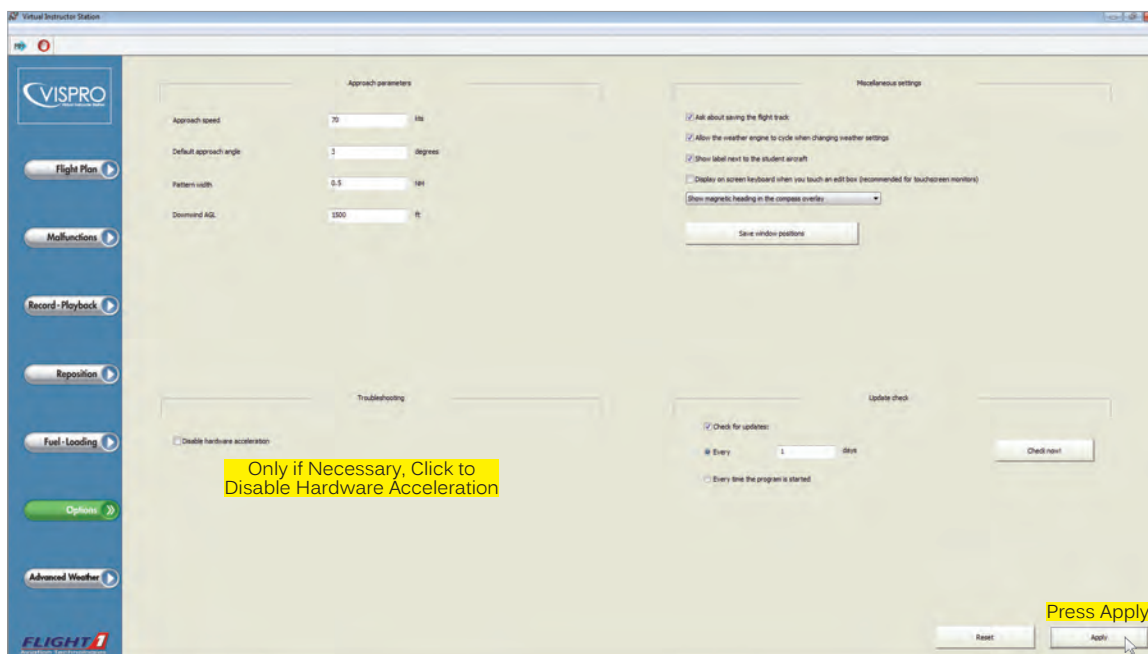 Virtual Instructor Station
VISPRO
Virtual Instructor Station
Flight Plan
Malfunctions
Record - Playback
Reposition
Fuel - Loading
Options
Advanced Weather
FLIGHT1
Aviation Technologies
Approach parameters
Approach speed 70 kts
Default approach angle 3 degrees
Pattern width 0.5 NM
Downwind AGL 1500 ft
Miscellaneous settings
Ask about saving the flight track
Allow the weather engine to cycle when changing weather settings
Show label next to the student aircraft
Display on screen keyboard when you touch an edit box (recommended for touchscreen monitors)
Show magnetic heading in the compass overlay
Save window positions
Troubleshooting
Disable hardware acceleration
Only if Necessary, Click to
Disable Hardware Acceleration
Update check
Check for updates:
Every 1 days
Check now!
Every time the program is started
Press Apply
Reset
Apply